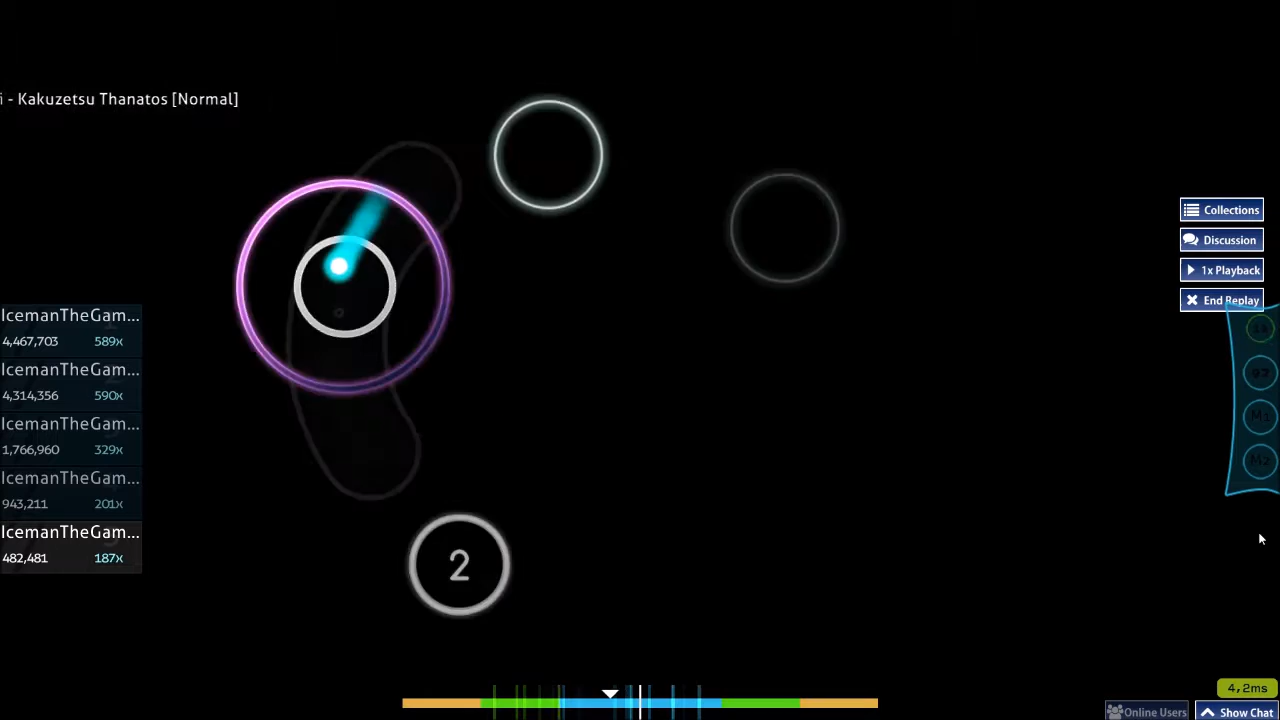 - Kakuzetsu Thanatos [Normal]
Collections
Discussion
1x Playback
End Replay
IcemanTheGam...
4,467,703 589x
IcemanTheGam...
4,314,356 590x
IcemanTheGam...
1,766,960 329x
IcemanTheGam...
943,211 201x
IcemanTheGam...
482,481 187x
M1
M2
2
4,2ms
Online Users
Show Chat